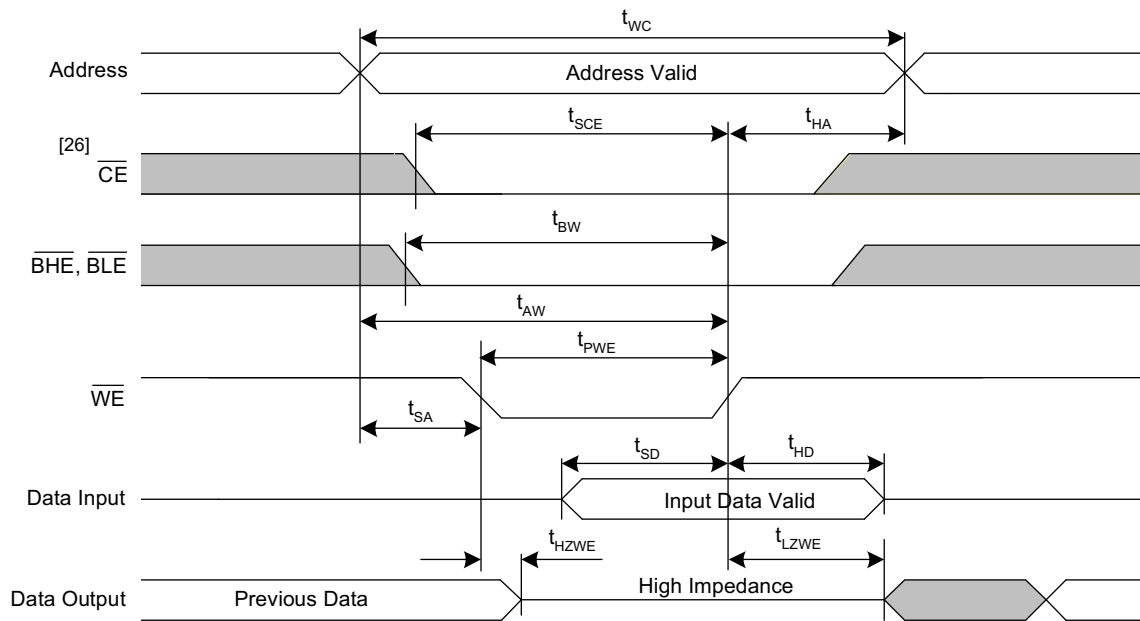 tWC
Address
Address Valid
tSCE
tHA
[26]
CE
tBW
BHE, BLE
tAW
tPWE
WE
tSA
tSD
tHD
Data Input
Input Data Valid
tHZWE
tLZWE
Data Output
Previous Data
High Impedance